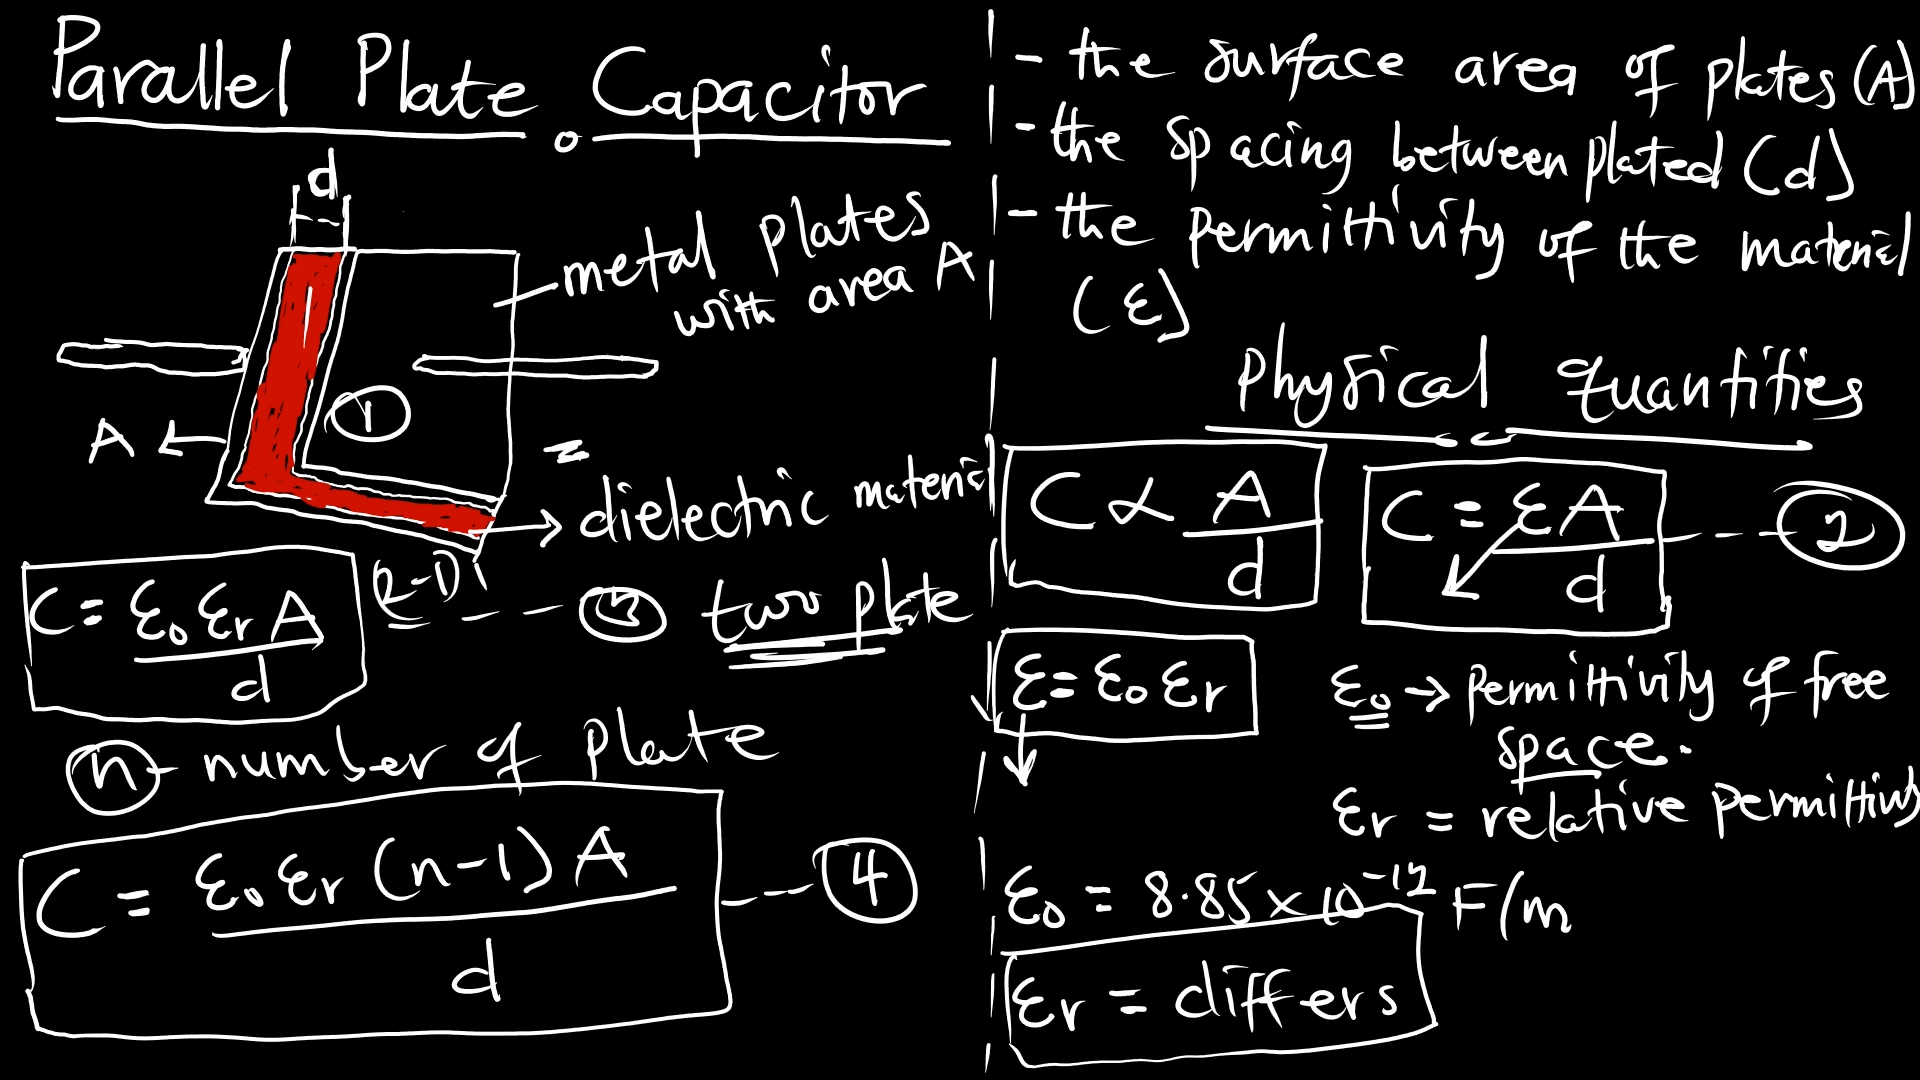 Parallel Plate Capacitor
d
metal plates
with area A
1
A
dielectric material
C = ε₀ εr A / d
(2-1) 1
3 two plate
n - number of plate
C = ε₀ εr (n-1) A / d --- 4
- the surface area of plates (A)
- the spacing between plated (d)
- the permittivity of the material
(ε)
Physical quantities
C ∝ A / d
C = εA / d --- 2
ε = ε₀ εr
ε₀ → permittivity of free
space.
εr = relative permittivity
ε₀ = 8.85 × 10⁻¹² F/m
εr = differs